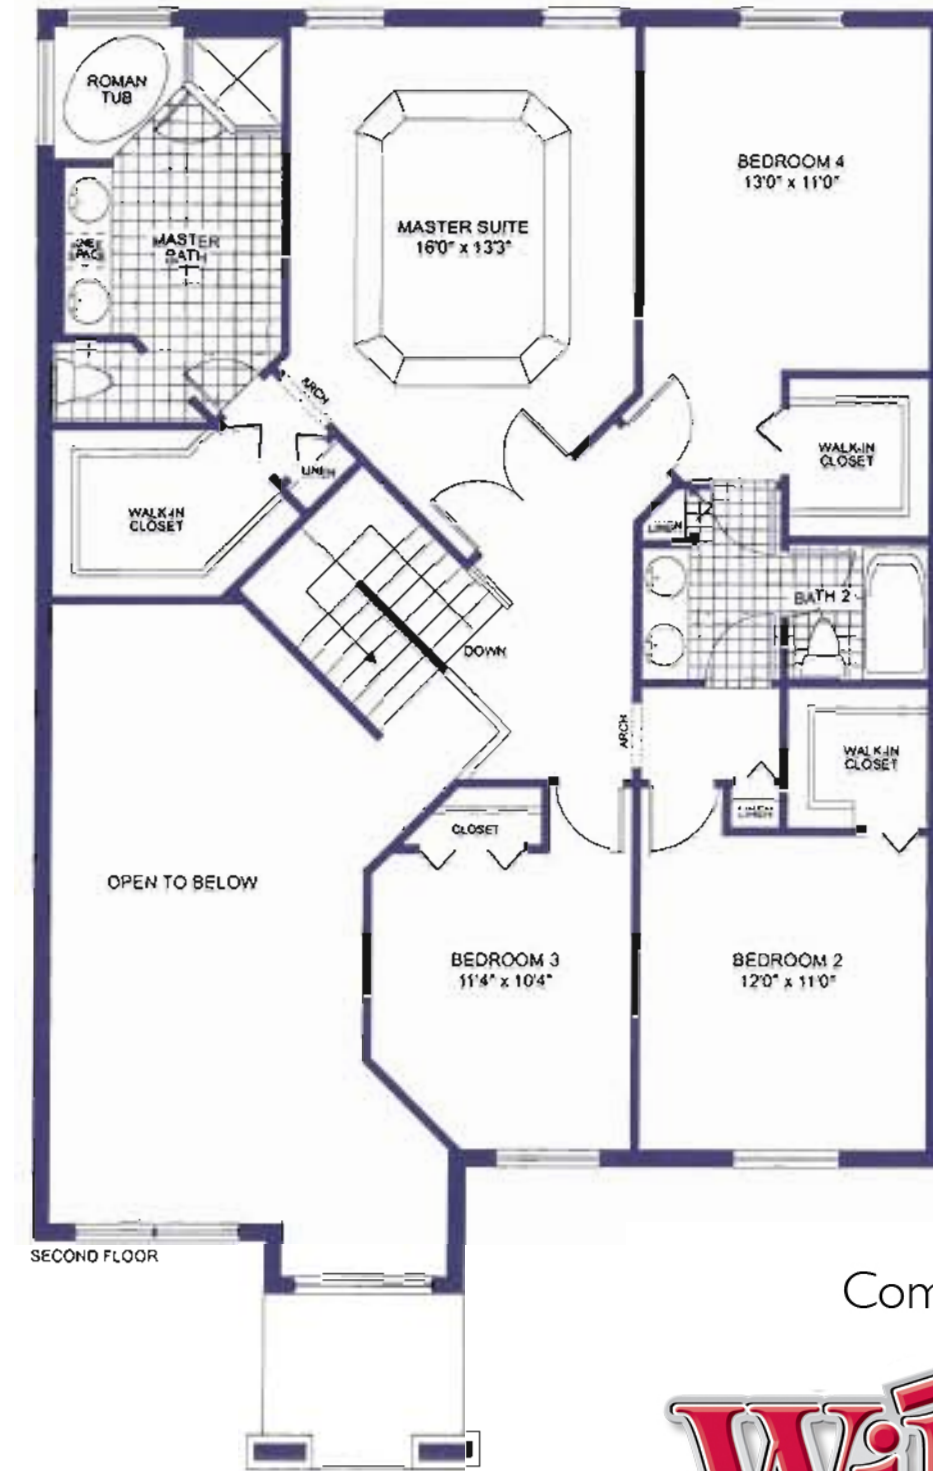 ROMAN
TUB
BEDROOM 4
13'0" x 11'0"
MASTER SUITE
16'0" x 13'3"
MASTER
BATH
ARCH
LINEN
WALK-IN
CLOSET
WALK-IN
CLOSET
LINEN
BATH 2
DOWN
ARCH
WALK-IN
CLOSET
LINEN
CLOSET
OPEN TO BELOW
BEDROOM 3
11'4" x 10'4"
BEDROOM 2
12'0" x 11'0"
SECOND FLOOR
Com